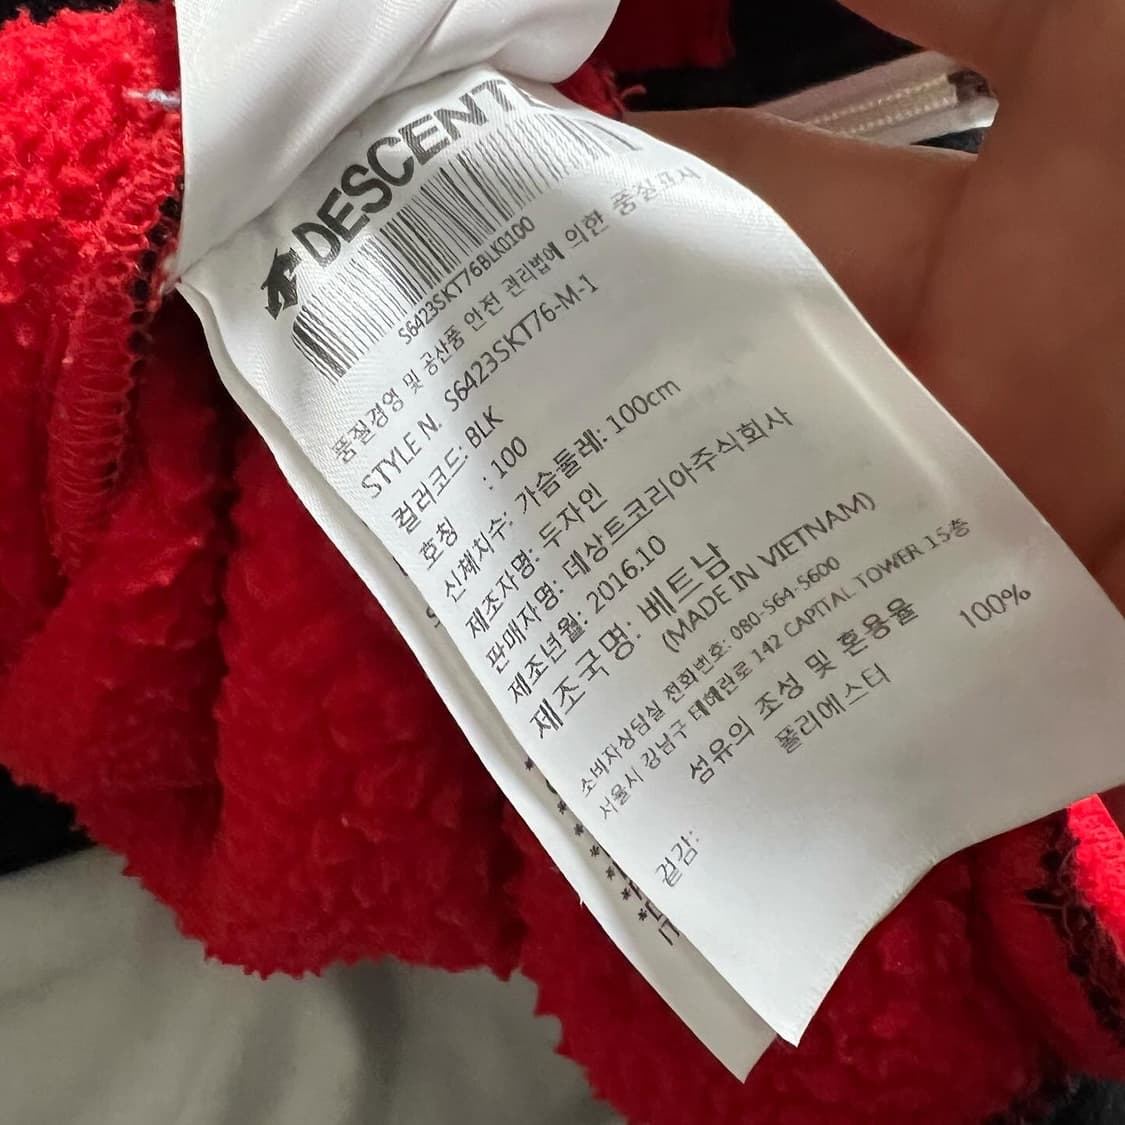 DESCENTE
S6423SKT76BLK0100
품질경영 및 공산품 안전 관리법에 의한 품질표시
STYLE N. S6423SKT76-M-1
컬러코드: BLK
호칭 : 100
신체치수: 가슴둘레: 100cm
제조자명: 두자인
판매자명: 데상트코리아주식회사
제조년월: 2016.10
제조국명: 베트남
(MADE IN VIETNAM)
소비자상담실 전화번호: 080-564-5600
서울시 강남구 테헤란로 142 CAPITAL TOWER 15층
섬유의 조성 및 혼용율
겉감: 폴리에스터 100%